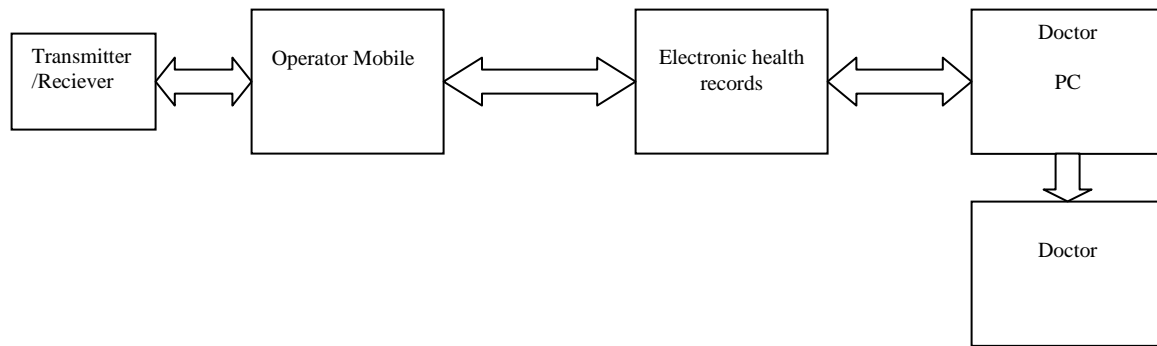 Transmitter
/Reciever
Operator Mobile
Electronic health
records
Doctor
PC
Doctor